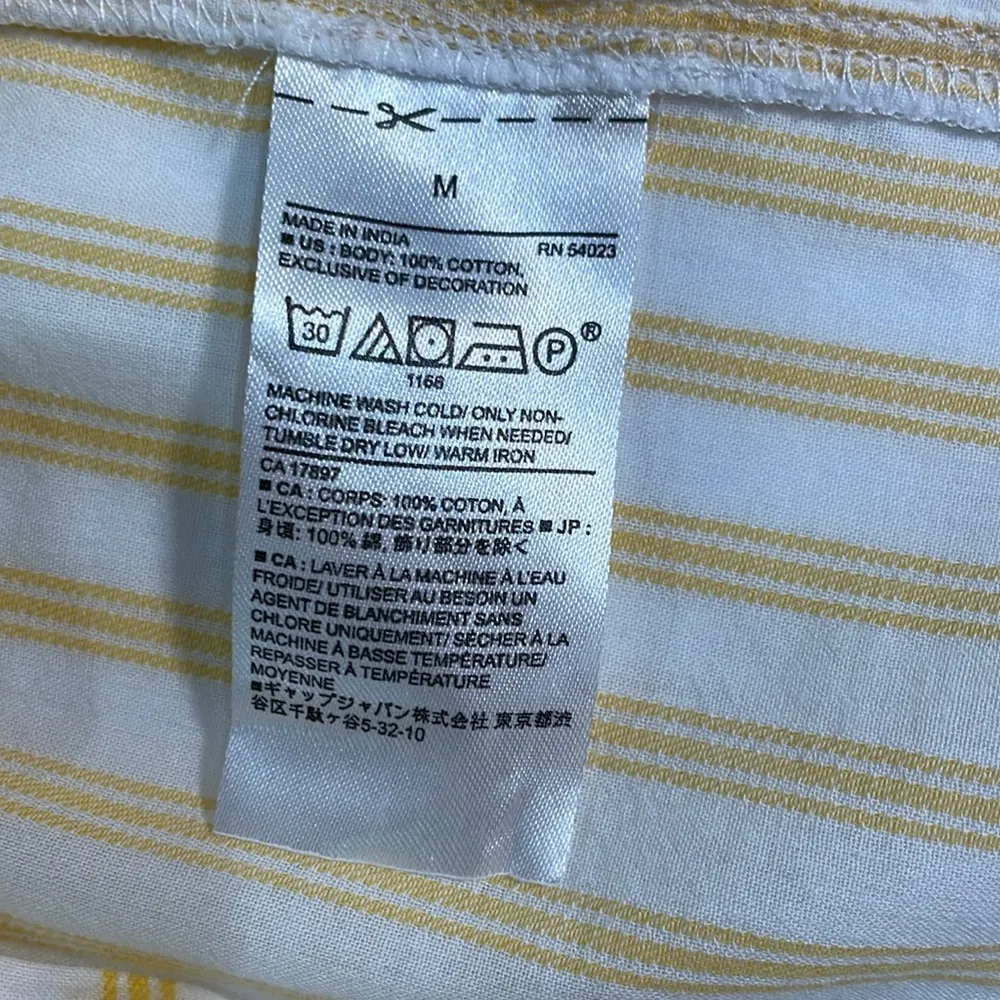 M
MADE IN INDIA RN 54023
■ US : BODY: 100% COTTON,
EXCLUSIVE OF DECORATION
30 P ®
1166
MACHINE WASH COLD/ ONLY NON-
CHLORINE BLEACH WHEN NEEDED/
TUMBLE DRY LOW/ WARM IRON
CA 17897
■ CA : CORPS: 100% COTON, À
L'EXCEPTION DES GARNITURES ■ JP :
身頃: 100% 綿, 飾り部分を除く
■ CA : LAVER À LA MACHINE À L'EAU
FROIDE/ UTILISER AU BESOIN UN
AGENT DE BLANCHIMENT SANS
CHLORE UNIQUEMENT/ SÉCHER À LA
MACHINE À BASSE TEMPÉRATURE/
REPASSER À TEMPÉRATURE
MOYENNE
■ギャップジャパン株式会社 東京都渋
谷区千駄ヶ谷5-32-10